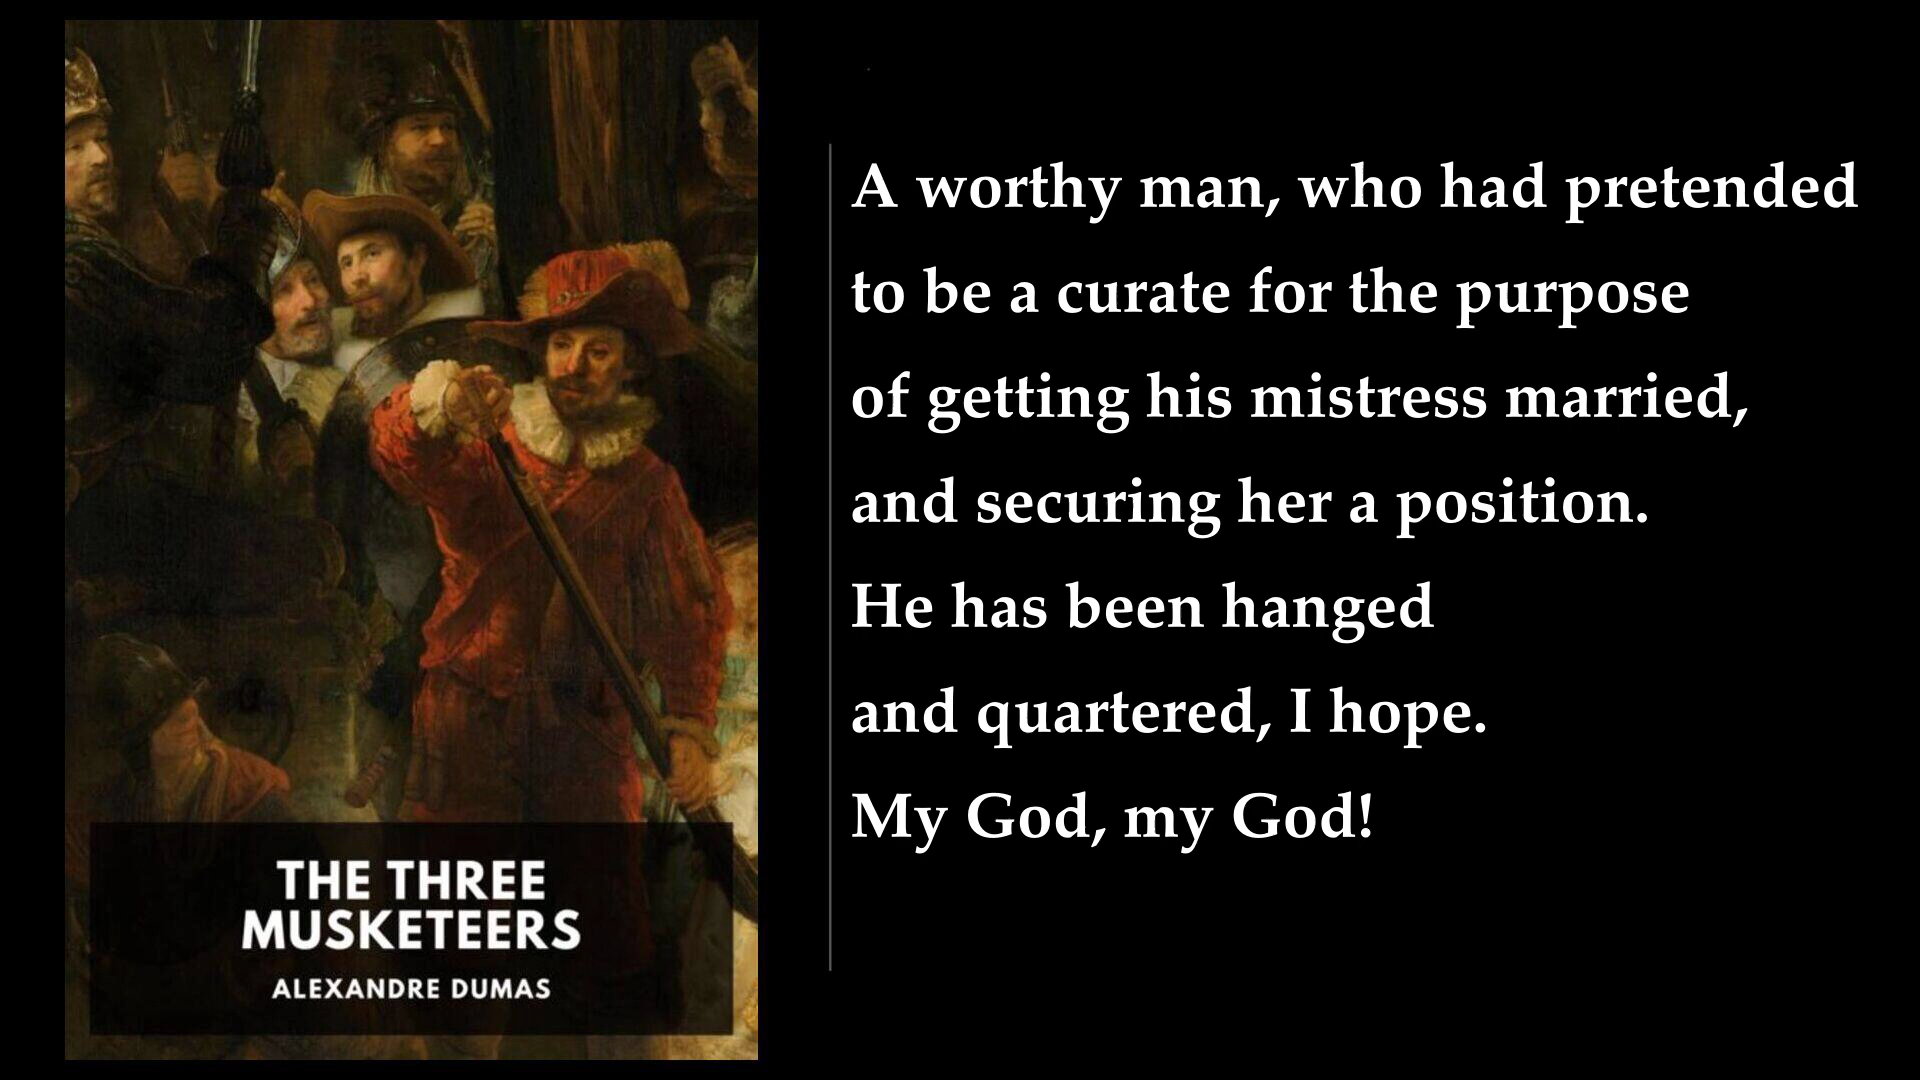 THE THREE
MUSKETEERS
ALEXANDRE DUMAS
A worthy man, who had pretended
to be a curate for the purpose
of getting his mistress married,
and securing her a position.
He has been hanged
and quartered, I hope.
My God, my God!